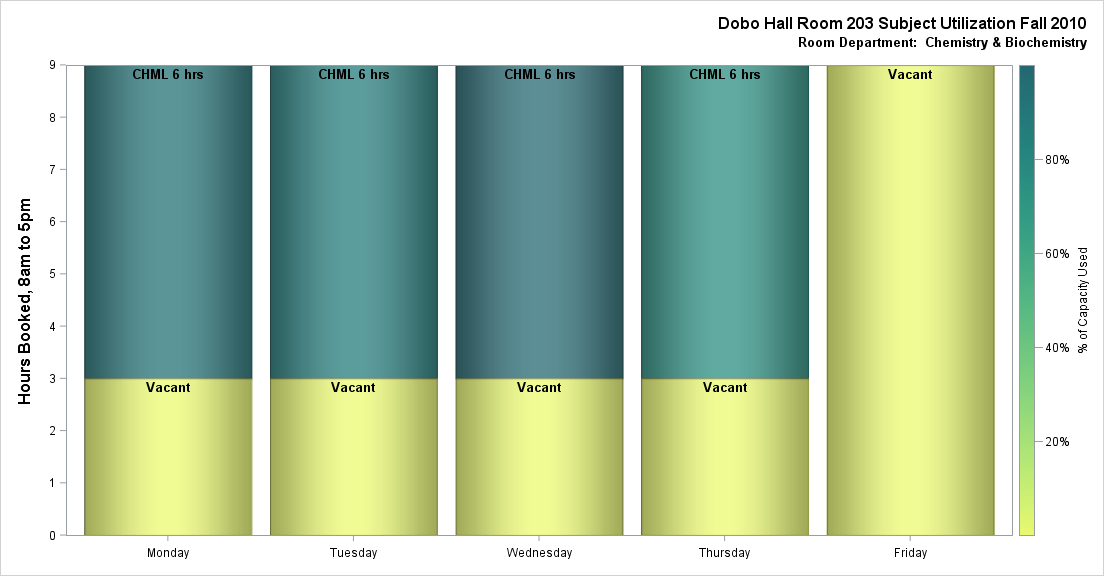 Dobo Hall Room 203 Subject Utilization Fall 2010
Room Department: Chemistry & Biochemistry
Hours Booked, 8am to 5pm
9
8
7
6
5
4
3
2
1
0
CHML 6 hrs
CHML 6 hrs
CHML 6 hrs
CHML 6 hrs
Vacant
Vacant
Vacant
Vacant
Vacant
Monday
Tuesday
Wednesday
Thursday
Friday
80%
60%
40%
20%
% of Capacity Used